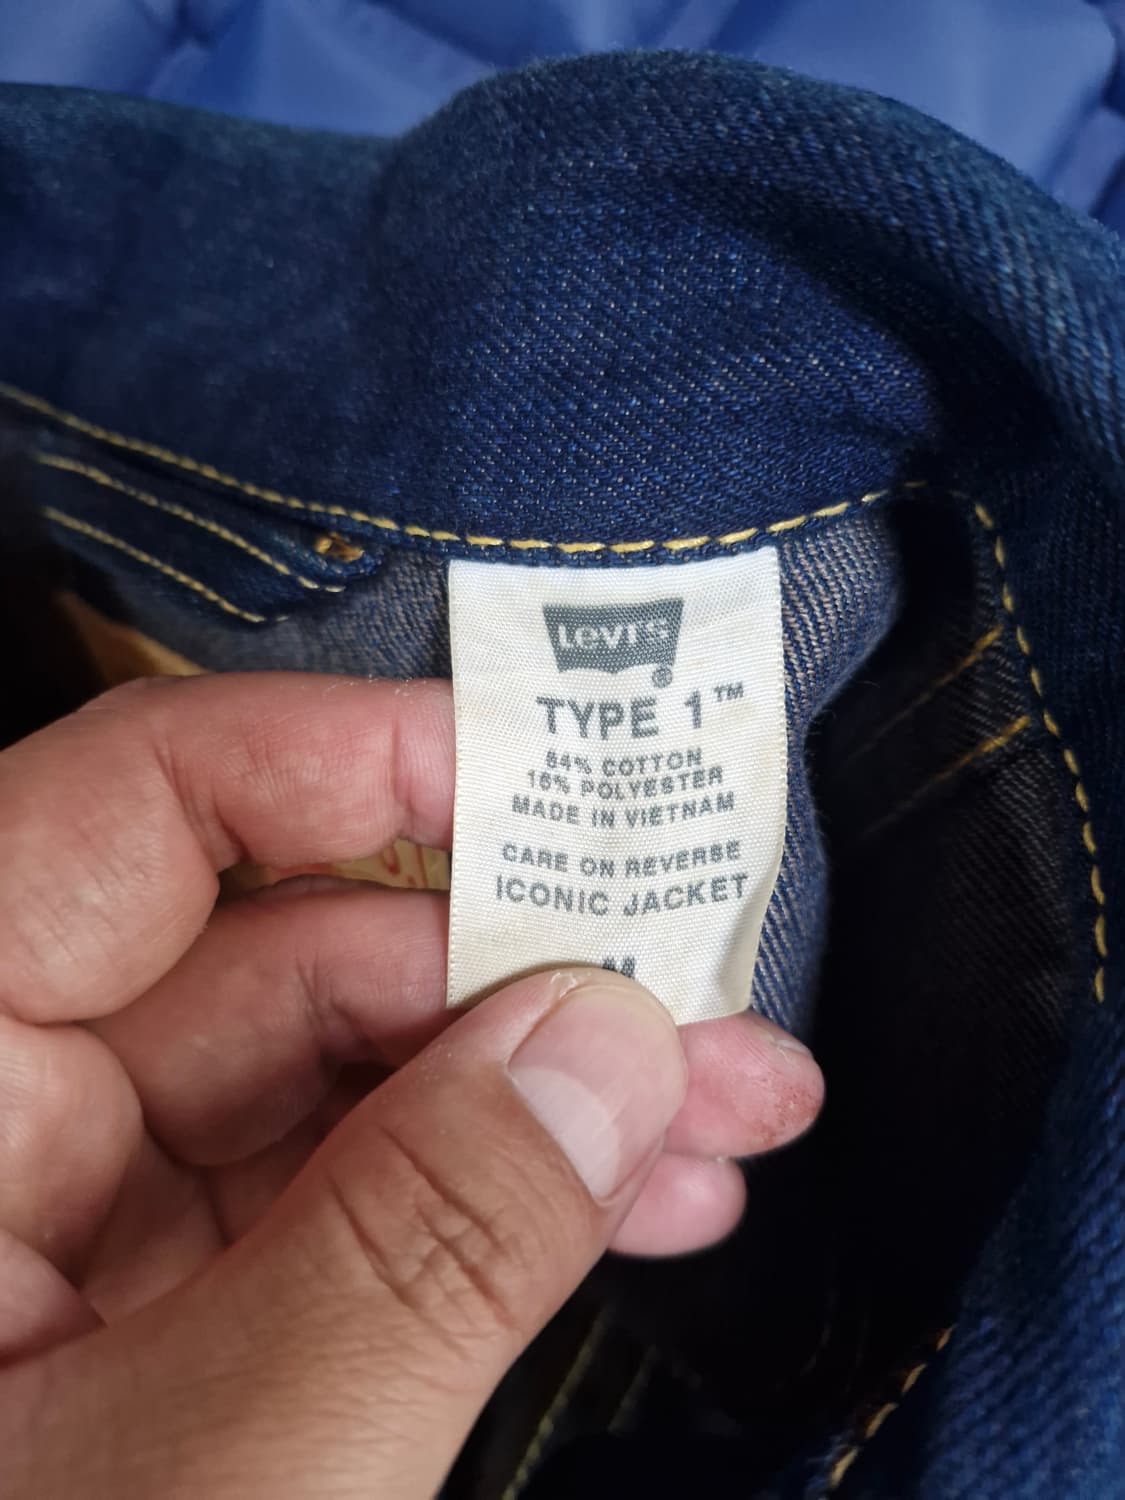 LEVI'S
®
TYPE 1™
84% COTTON
16% POLYESTER
MADE IN VIETNAM
CARE ON REVERSE
ICONIC JACKET
M